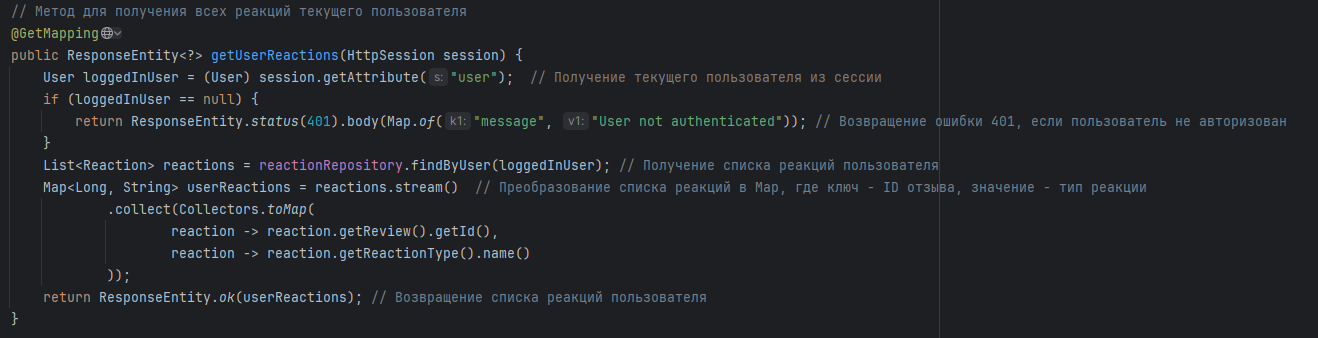 // Метод для получения всех реакций текущего пользователя
@GetMapping
public ResponseEntity<?> getUserReactions(HttpSession session) {
User loggedInUser = (User) session.getAttribute( s: "user");  // Получение текущего пользователя из сессии
if (loggedInUser == null) {
return ResponseEntity.status(401).body(Map.of( k1: "message", v1: "User not authenticated")); // Возвращение ошибки 401, если пользователь не авторизован
}
List<Reaction> reactions = reactionRepository.findByUser(loggedInUser); // Получение списка реакций пользователя
Map<Long, String> userReactions = reactions.stream()  // Преобразование списка реакций в Map, где ключ - ID отзыва, значение - тип реакции
.collect(Collectors.toMap(
reaction -> reaction.getReview().getId(),
reaction -> reaction.getReactionType().name()
));
return ResponseEntity.ok(userReactions); // Возвращение списка реакций пользователя
}